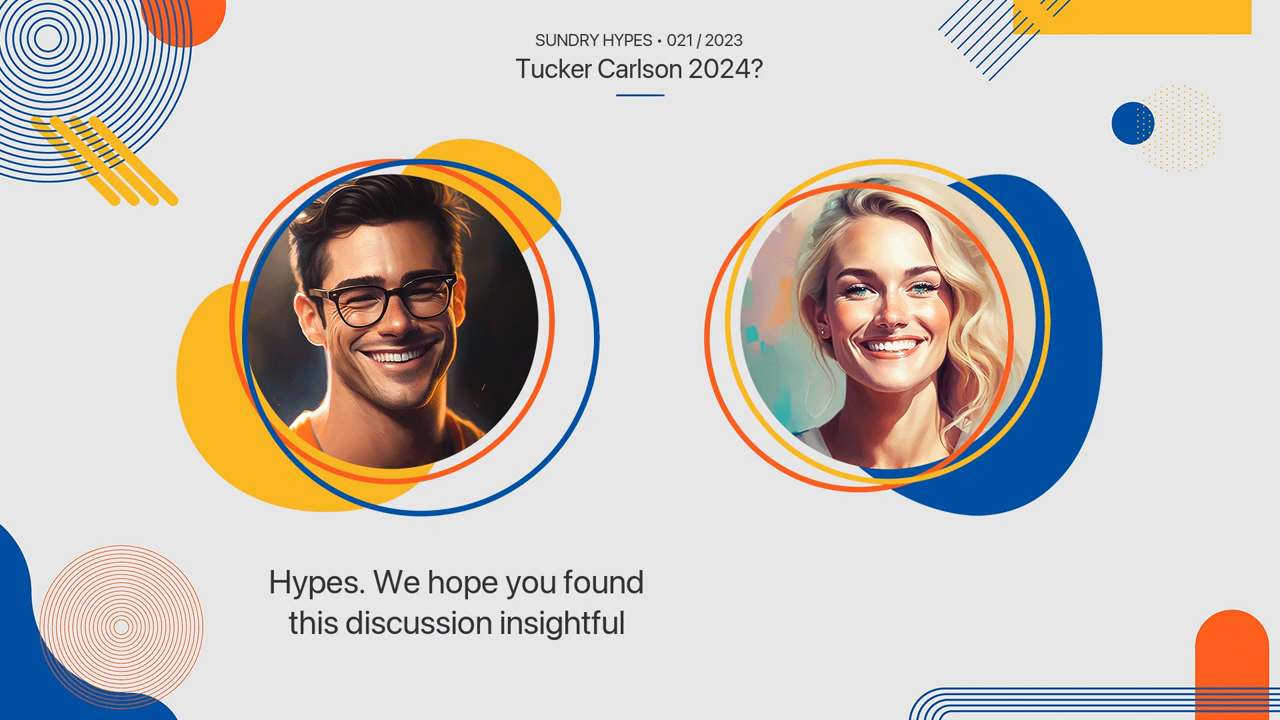 SUNDRY HYPES • 021 / 2023
Tucker Carlson 2024?
Hypes. We hope you found
this discussion insightful